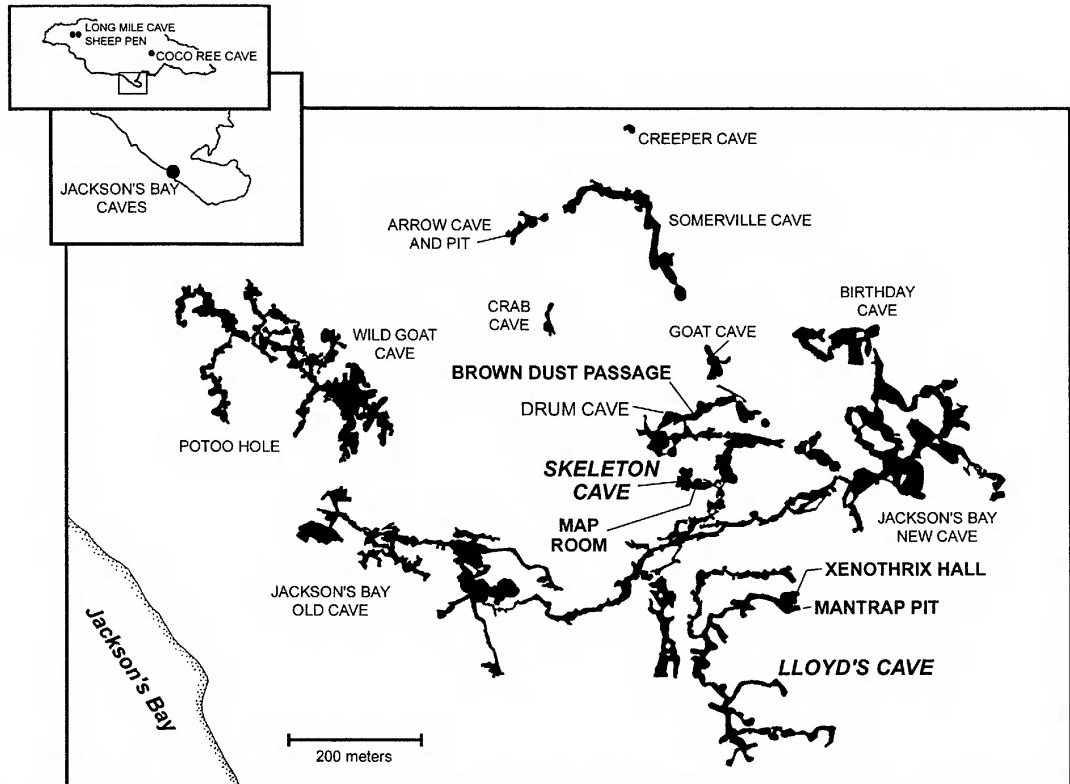 LONG MILE CAVE
SHEEP PEN
COCO REE CAVE
JACKSON'S BAY
CAVES
CREEPER CAVE
ARROW CAVE
AND PIT
SOMERVILLE CAVE
CRAB
CAVE
BIRTHDAY
CAVE
WILD GOAT
CAVE
GOAT CAVE
BROWN DUST PASSAGE
DRUM CAVE
POTOO HOLE
SKELETON
CAVE
MAP
ROOM
JACKSON'S BAY
NEW CAVE
XENOTHRIX HALL
JACKSON'S BAY
OLD CAVE
MANTRAP PIT
Jackson's Bay
LLOYD'S CAVE
200 meters